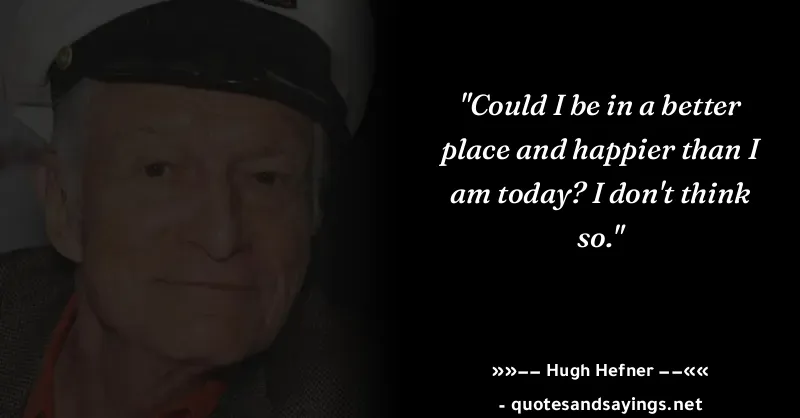 "Could I be in a better
place and happier than I
am today? I don't think
so."
»»–– Hugh Hefner ––««
- quotesandsayings.net